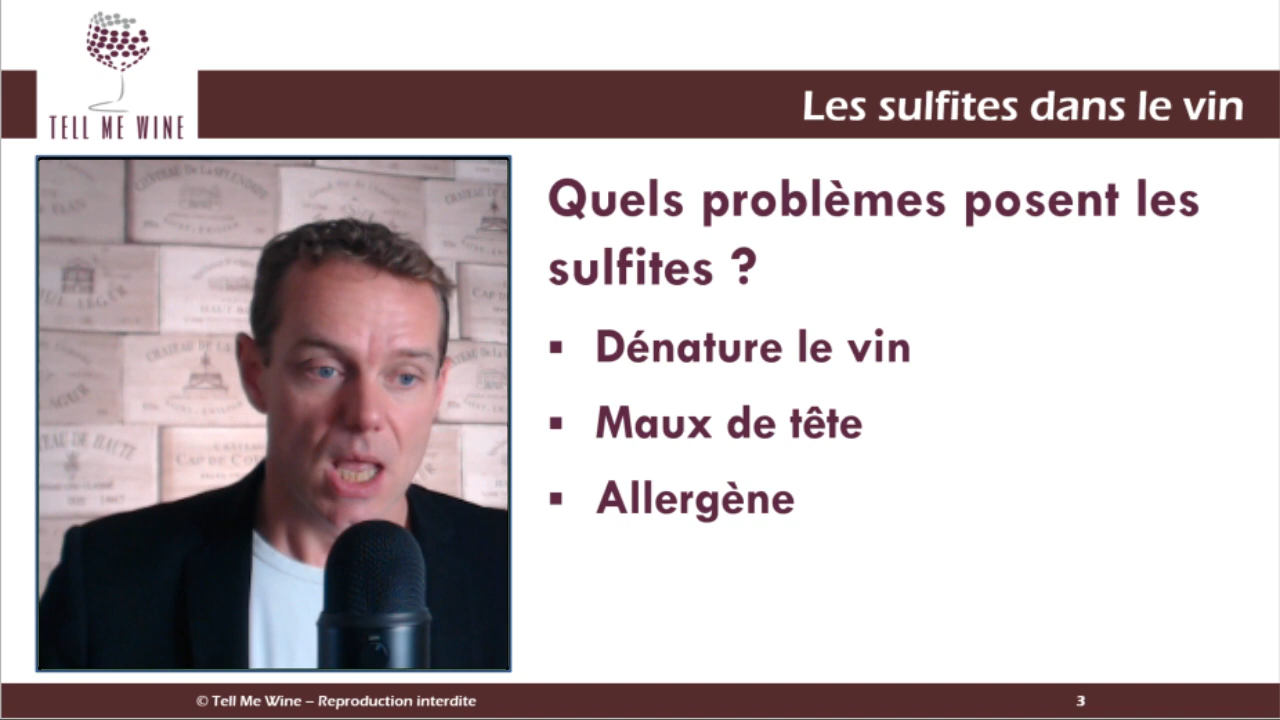 TELL ME WINE
Les sulfites dans le vin
Quels problèmes posent les
sulfites ?
▪ Dénature le vin
▪ Maux de tête
▪ Allergène
© Tell Me Wine – Reproduction interdite
3